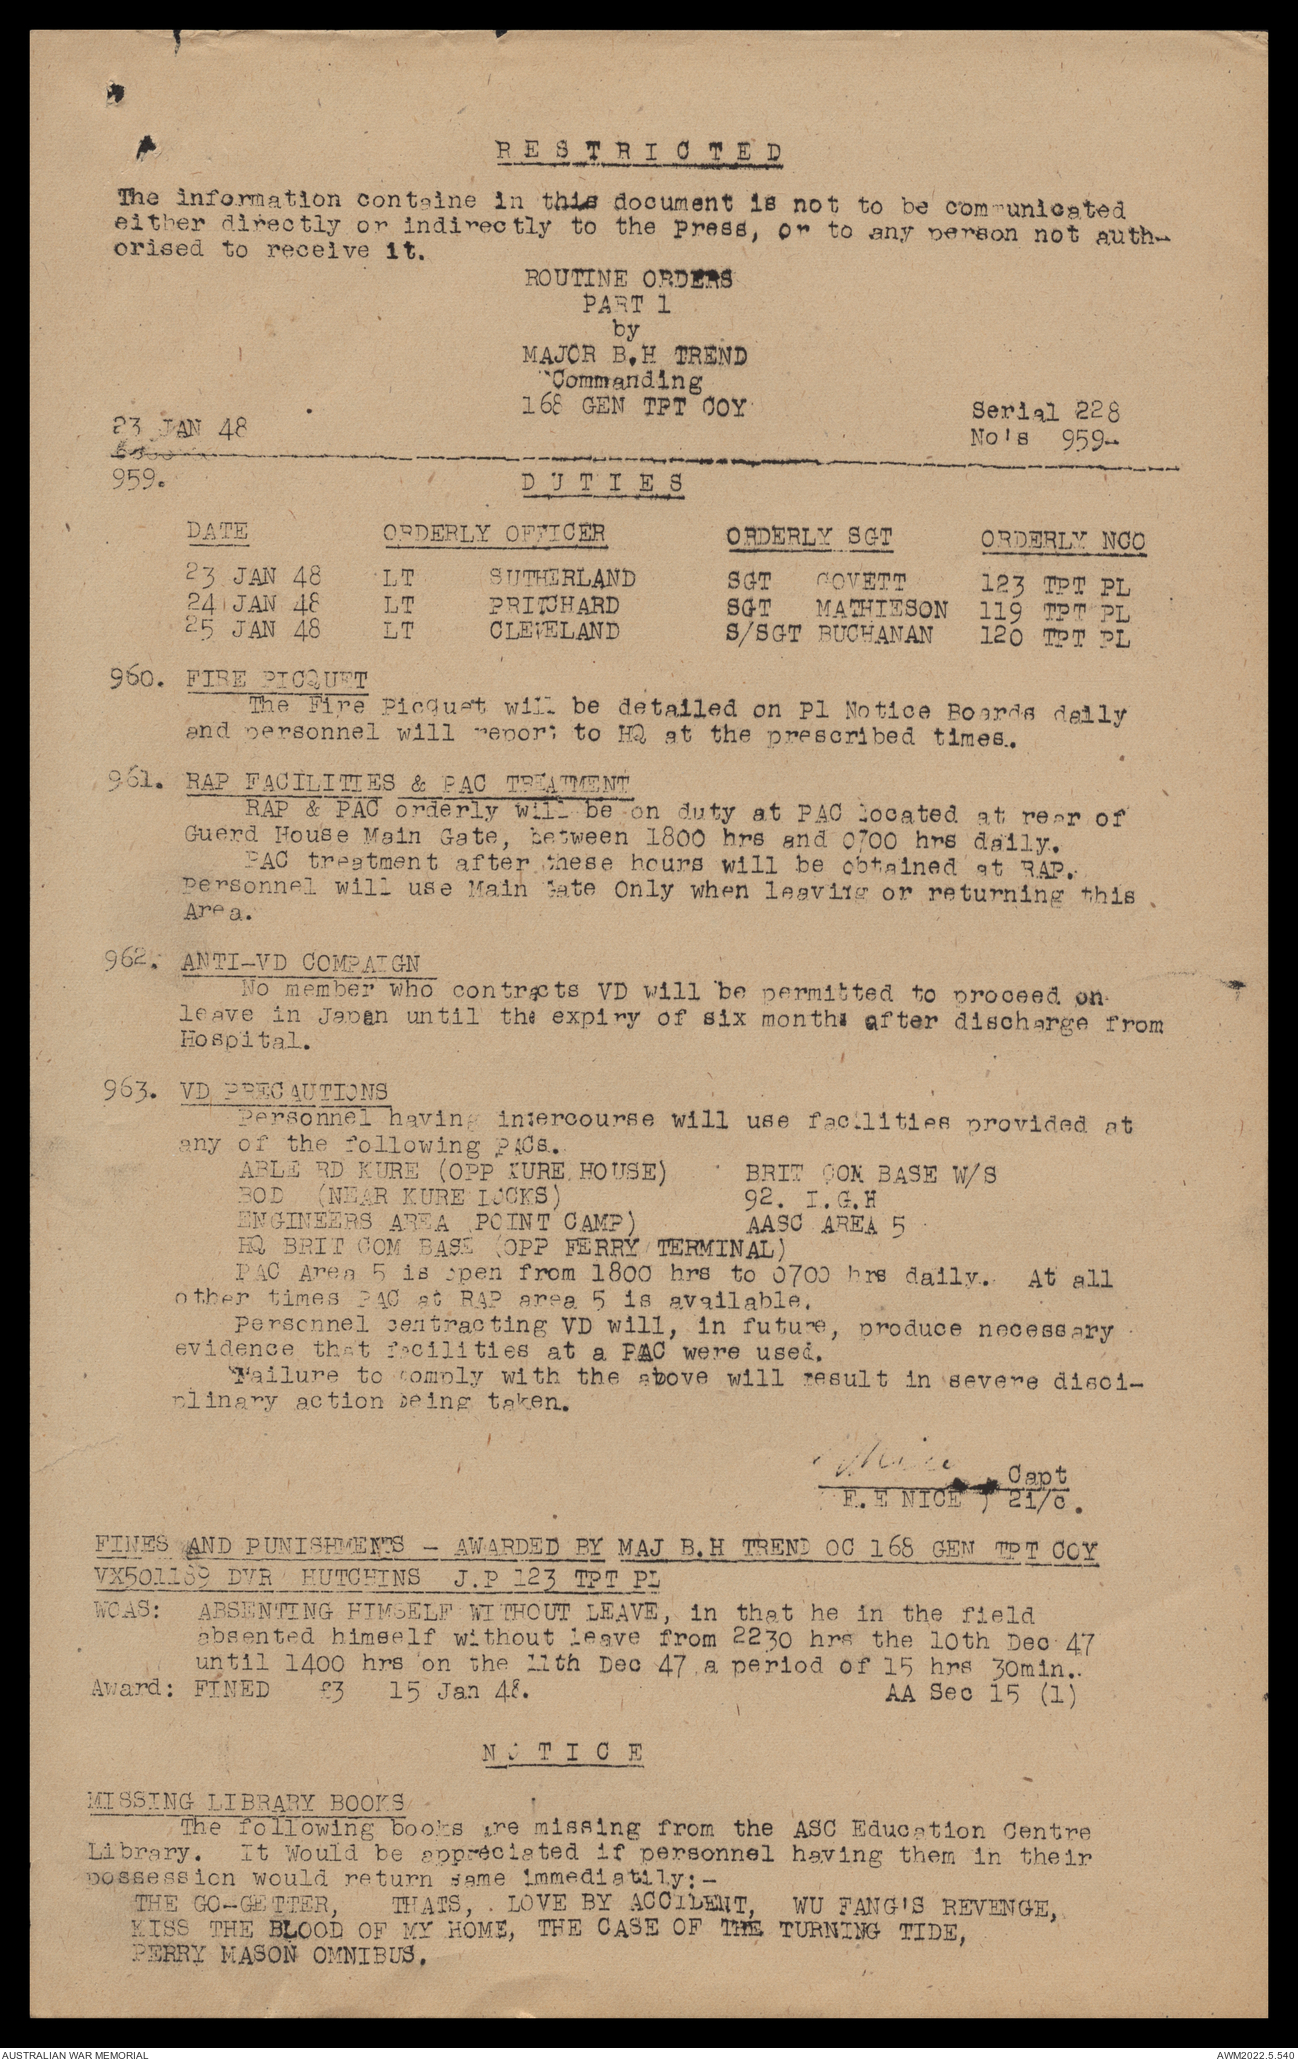 R E S T R I C T E D
The information containe in this document is not to be communicated
either directly or indirectly to the Press, or to any person not auth-
orised to receive it.
ROUTINE ORDERS
PART 1
by
MAJOR B.H TREND
Commanding
168 GEN TPT COY
Serial 228
23 JAN 48
No's 959-
959.
D U T I E S
DATE ORDERLY OFFICER ORDERLY SGT ORDERLY NCO
23 JAN 48 LT SUTHERLAND SGT GOVETT 123 TPT PL
24 JAN 48 LT PRITCHARD SGT MATHIESON 119 TPT PL
25 JAN 48 LT CLEVELAND S/SGT BUCHANAN 120 TPT PL
960. FIRE PICQUET
The Fire Picquet will be detailed on Pl Notice Boards daily
and personnel will report to HQ at the prescribed times.
961. RAP FACILITIES & PAC TREATMENT
RAP & PAC orderly will be on duty at PAC located at rear of
Guerd House Main Gate, between 1800 hrs and 0700 hrs daily.
PAC treatment after these hours will be obtained at RAP.
Personnel will use Main Gate Only when leaving or returning this
Area.
962. ANTI-VD COMPAIGN
No member who contracts VD will be permitted to proceed on
leave in Japan until the expiry of six months after discharge from
Hospital.
963. VD PRECAUTIONS
Personnel having intercourse will use facilities provided at
any of the following PACs.
ABLE RD KURE (OPP KURE HOUSE) BRIT COM BASE W/S
BOD (NEAR KURE LOCKS) 92. I.G.H
ENGINEERS AREA (POINT CAMP) AASC AREA 5
HQ BRIT COM BASE (OPP FERRY TERMINAL)
PAC Area 5 is open from 1800 hrs to 0700 hrs daily. At all
other times PAC at RAP area 5 is available.
Personnel contracting VD will, in future, produce necessary
evidence that facilities at a PAC were used.
Failure to comply with the above will result in severe disci-
plinary action being taken.
Capt
E.E NICE ) 2i/c.
FINES AND PUNISHMENTS - AWARDED BY MAJ B.H TREND OC 168 GEN TPT COY
VX501189 DVR HUTCHINS J.P 123 TPT PL
WOAS: ABSENTING HIMSELF WITHOUT LEAVE, in that he in the field
absented himself without leave from 2230 hrs the 10th Dec 47
until 1400 hrs on the 11th Dec 47 a period of 15 hrs 30min.
Award: FINED £3 15 Jan 48. AA Sec 15 (1)
N O T I C E
MISSING LIBRARY BOOKS
The following books are missing from the ASC Education Centre
Library. It Would be appreciated if personnel having them in their
possession would return same immediatily:-
THE GO-GETTER, THATS, LOVE BY ACCIDENT, WU FANG'S REVENGE,
KISS THE BLOOD OF MY HOME, THE CASE OF THE TURNING TIDE,
PERRY MASON OMNIBUS.
AUSTRALIAN WAR MEMORIAL
AWM2022.5.540